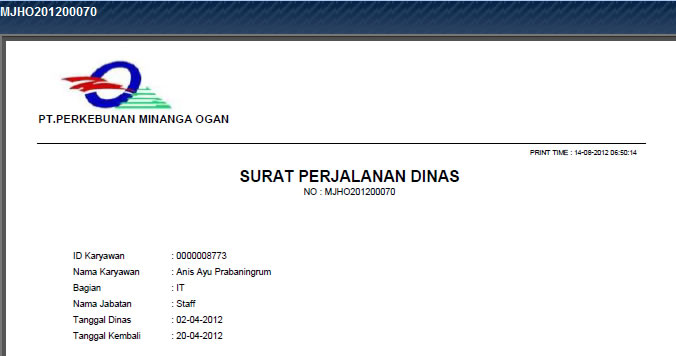 MJHO201200070
PT.PERKEBUNAN MINANGA OGAN
PRINT TIME : 14-08-2012 06:50:14
SURAT PERJALANAN DINAS
NO : MJHO201200070
ID Karyawan : 0000008773
Nama Karyawan : Anis Ayu Prabaningrum
Bagian : IT
Nama Jabatan : Staff
Tanggal Dinas : 02-04-2012
Tanggal Kembali : 20-04-2012